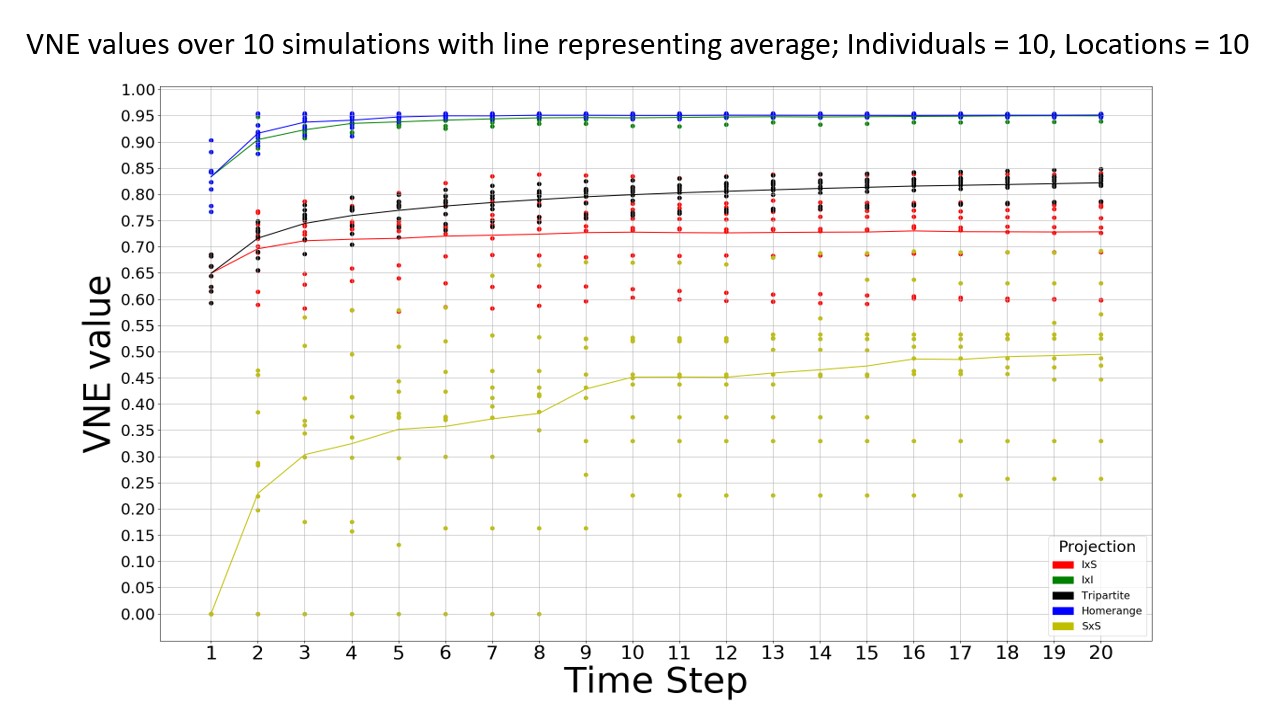 VNE values over 10 simulations with line representing average; Individuals = 10, Locations = 10
1.00
0.95
0.90
0.85
0.80
0.75
0.70
0.65
0.60
0.55
0.50
0.45
0.40
0.35
0.30
0.25
0.20
0.15
0.10
0.05
0.00
VNE value
1 2 3 4 5 6 7 8 9 10 11 12 13 14 15 16 17 18 19 20
Time Step
Projection
IxS
IxI
Tripartite
Homerange
SxS